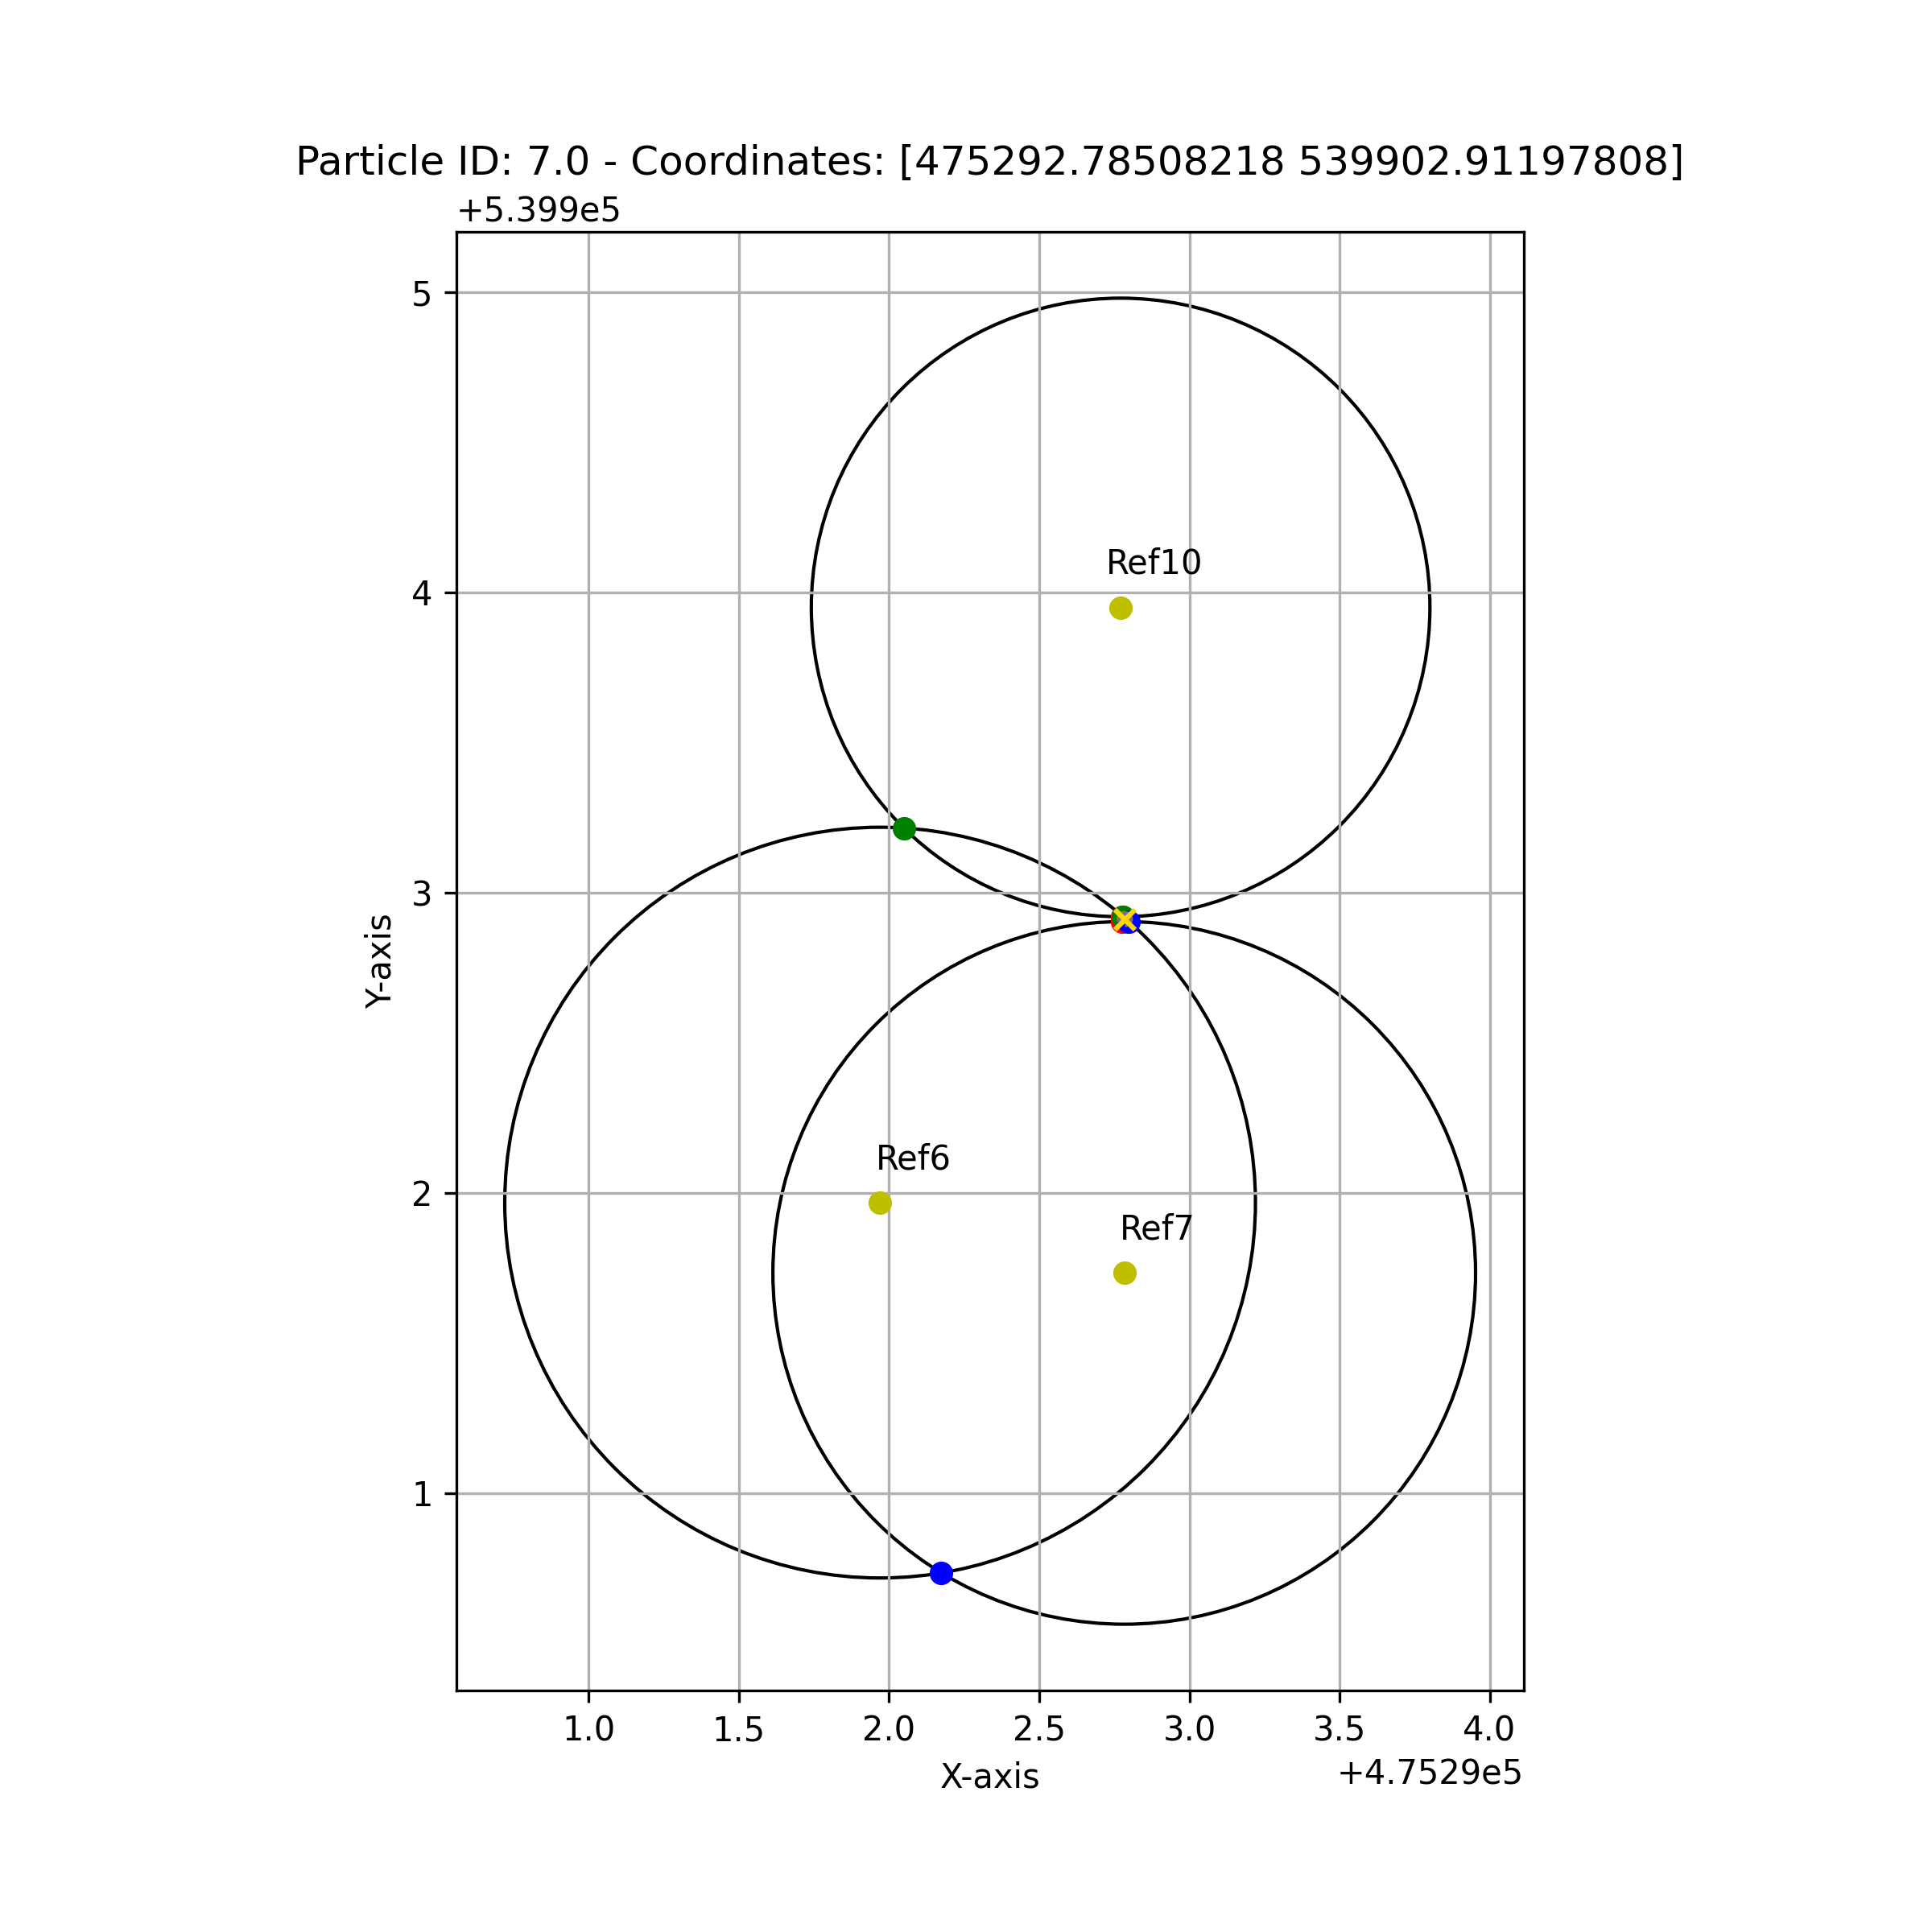 Particle ID: 7.0 - Coordinates: [475292.78508218 539902.91197808]
+5.399e5
5
Ref10
4
3
Y-axis
Ref6
2
Ref7
1
1.0 1.5 2.0 2.5 3.0 3.5 4.0
X-axis
+4.7529e5